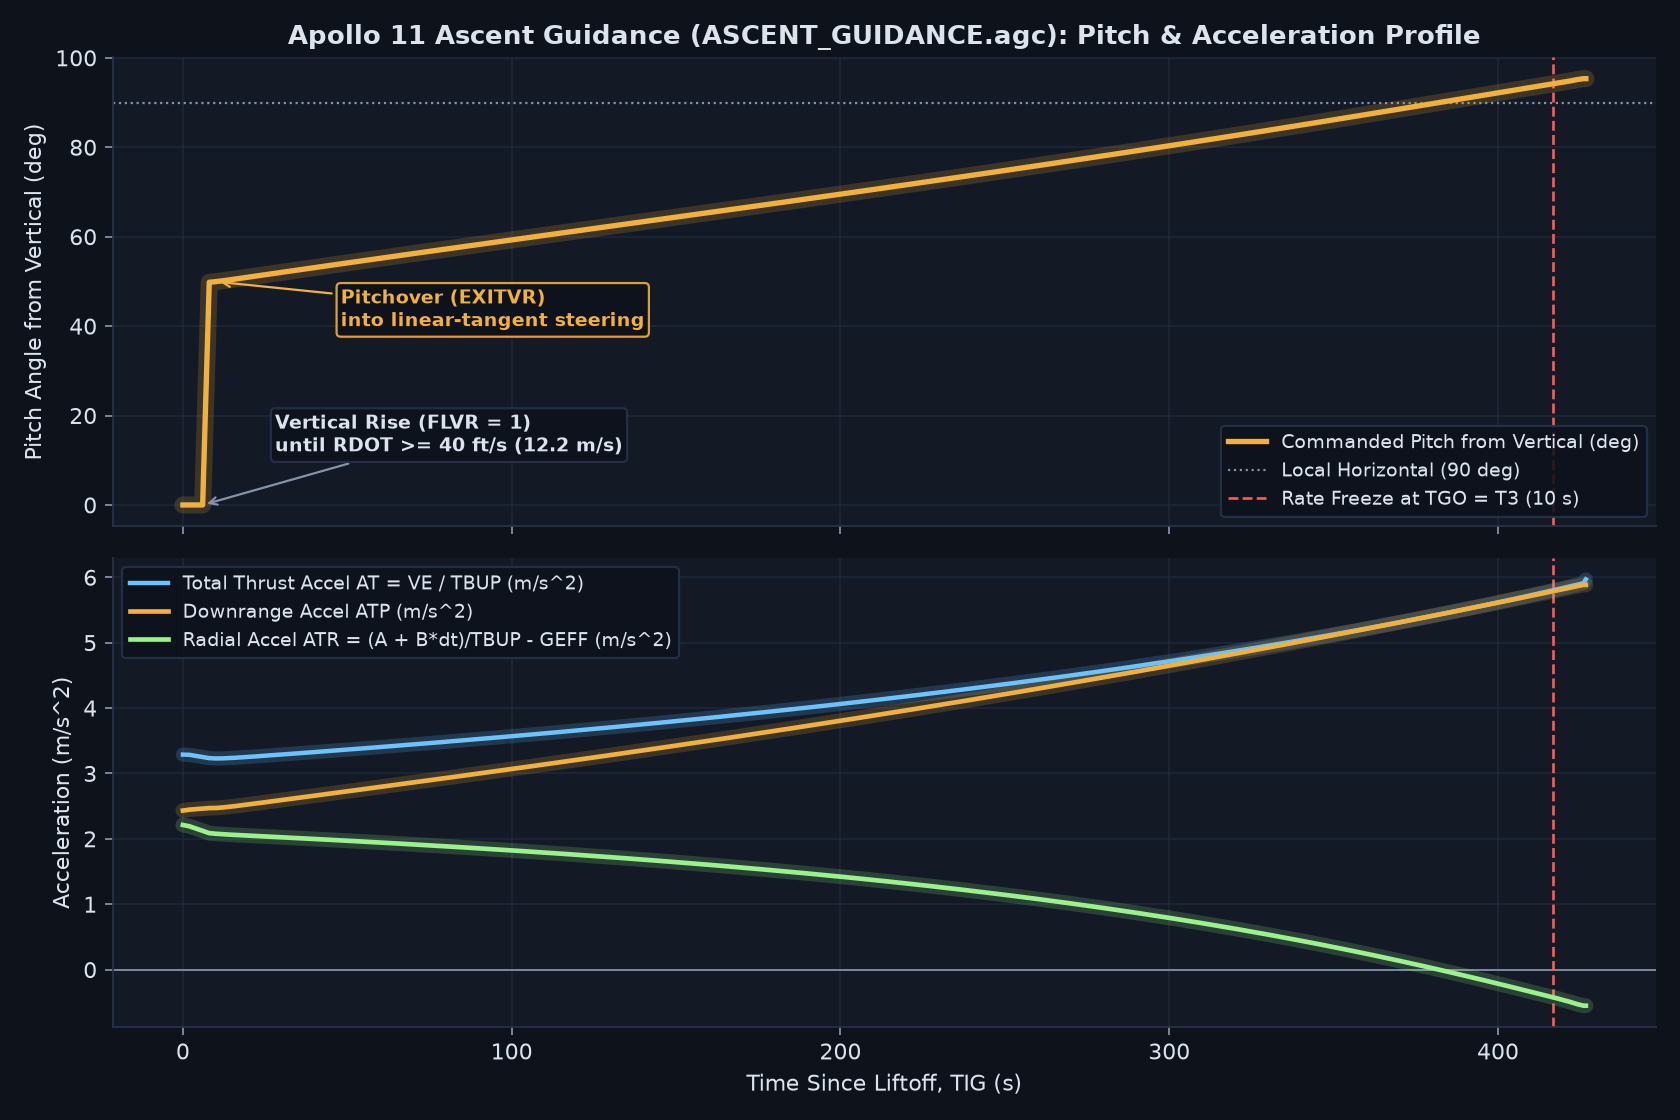 Apollo 11 Ascent Guidance (ASCENT_GUIDANCE.agc): Pitch & Acceleration Profile
Pitch Angle from Vertical (deg)
100
80
60
40
20
0
Pitchover (EXITVR)
into linear-tangent steering
Vertical Rise (FLVR = 1)
until RDOT >= 40 ft/s (12.2 m/s)
Commanded Pitch from Vertical (deg)
Local Horizontal (90 deg)
Rate Freeze at TGO = T3 (10 s)
Acceleration (m/s^2)
6
5
4
3
2
1
0
Total Thrust Accel AT = VE / TBUP (m/s^2)
Downrange Accel ATP (m/s^2)
Radial Accel ATR = (A + B*dt)/TBUP - GEFF (m/s^2)
0 100 200 300 400
Time Since Liftoff, TIG (s)